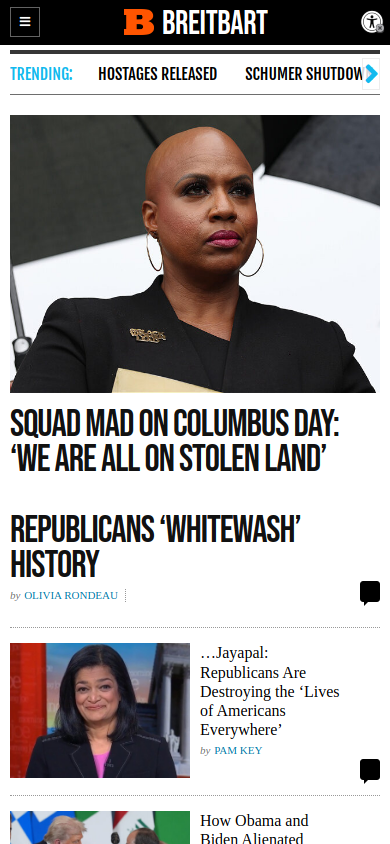 BREITBART
TRENDING:
HOSTAGES RELEASED
SCHUMER SHUTDOW
SQUAD MAD ON COLUMBUS DAY:
‘WE ARE ALL ON STOLEN LAND’
REPUBLICANS ‘WHITEWASH’
HISTORY
by OLIVIA RONDEAU
…Jayapal:
Republicans Are
Destroying the ‘Lives
of Americans
Everywhere’
by PAM KEY
How Obama and
Biden Alienated